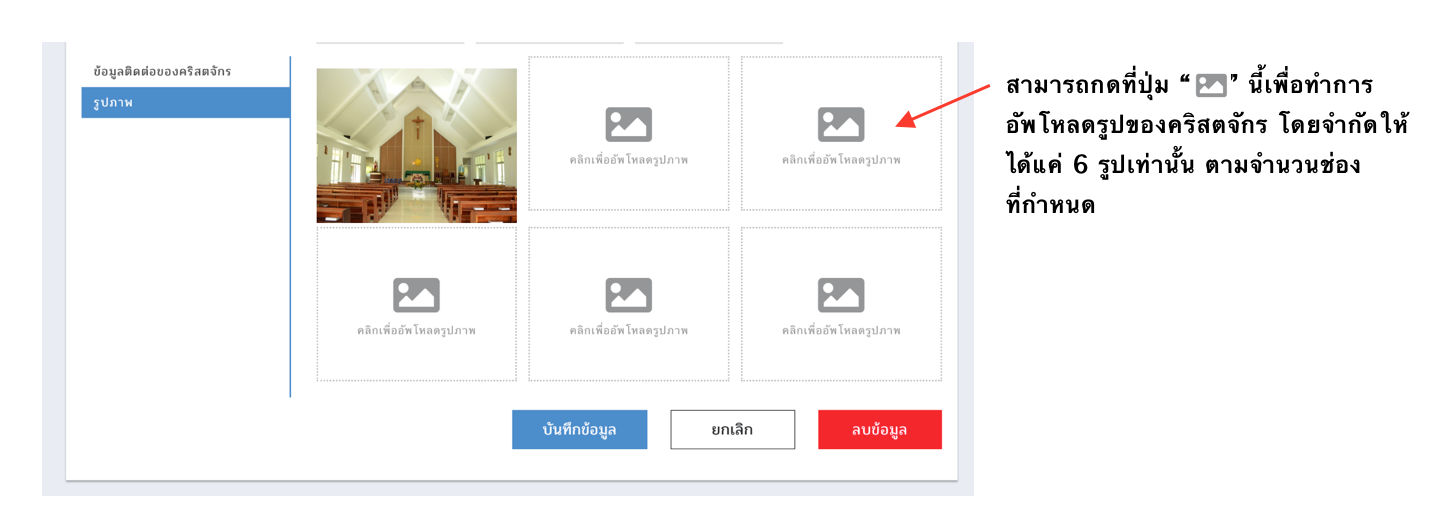 ข้อมูลติดต่อของคริสตจักร
รูปภาพ
คลิกเพื่ออัพโหลดรูปภาพ
คลิกเพื่ออัพโหลดรูปภาพ
คลิกเพื่ออัพโหลดรูปภาพ
คลิกเพื่ออัพโหลดรูปภาพ
คลิกเพื่ออัพโหลดรูปภาพ
บันทึกข้อมูล
ยกเลิก
ลบข้อมูล
สามารถกดที่ปุ่ม “ ” นี้เพื่อทำการ
อัพโหลดรูปของคริสตจักร โดยจำกัดให้
ได้แค่ 6 รูปเท่านั้น ตามจำนวนช่อง
ที่กำหนด